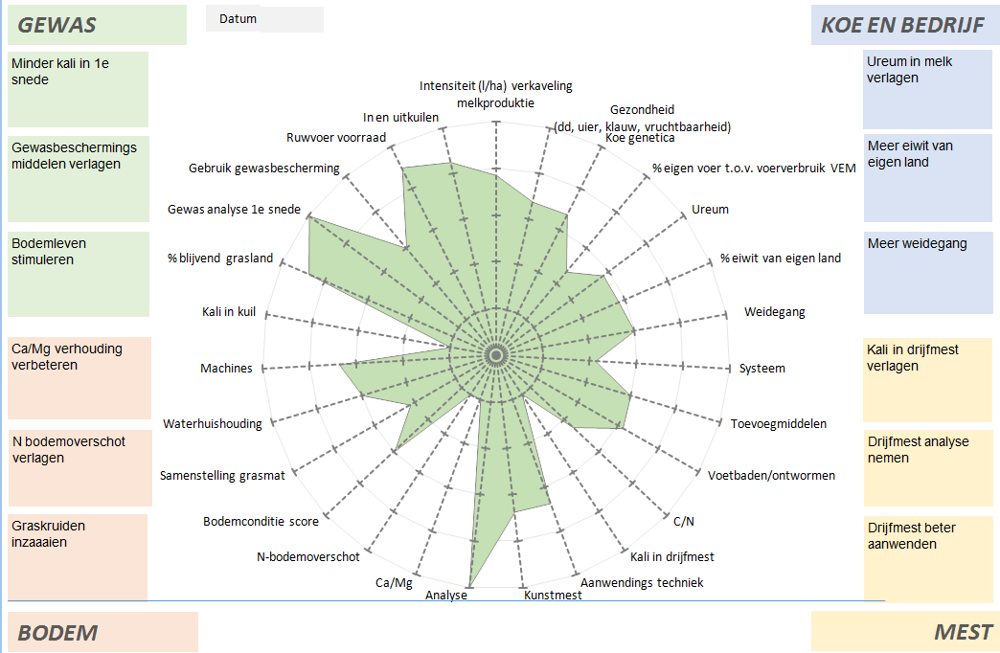 GEWAS
Datum
KOE EN BEDRIJF
Minder kali in 1e
snede
Gewasbeschermings
middelen verlagen
Bodemleven
stimuleren
Ca/Mg verhouding
verbeteren
N bodemoverschot
verlagen
Graskruiden
inzaaaien
Intensiteit (l/ha) verkaveling
melkproduktie
Gezondheid
(dd, uier, klauw, vruchtbaarheid)
Koe genetica
% eigen voer t.o.v. voerverbruik VEM
Ureum
% eiwit van eigen land
Weidegang
Systeem
Toevoegmiddelen
Voetbaden/ontwormen
C/N
Kali in drijfmest
Aanwendings techniek
Kunstmest
Analyse
Ca/Mg
N-bodemoverschot
Bodemconditie score
Samenstelling grasmat
Waterhuishouding
Machines
Kali in kuil
% blijvend grasland
Gewas analyse 1e snede
Gebruik gewasbescherming
Ruwvoer voorraad
In en uitkuilen
Ureum in melk
verlagen
Meer eiwit van
eigen land
Meer weidegang
Kali in drijfmest
verlagen
Drijfmest analyse
nemen
Drijfmest beter
aanwenden
BODEM
MEST